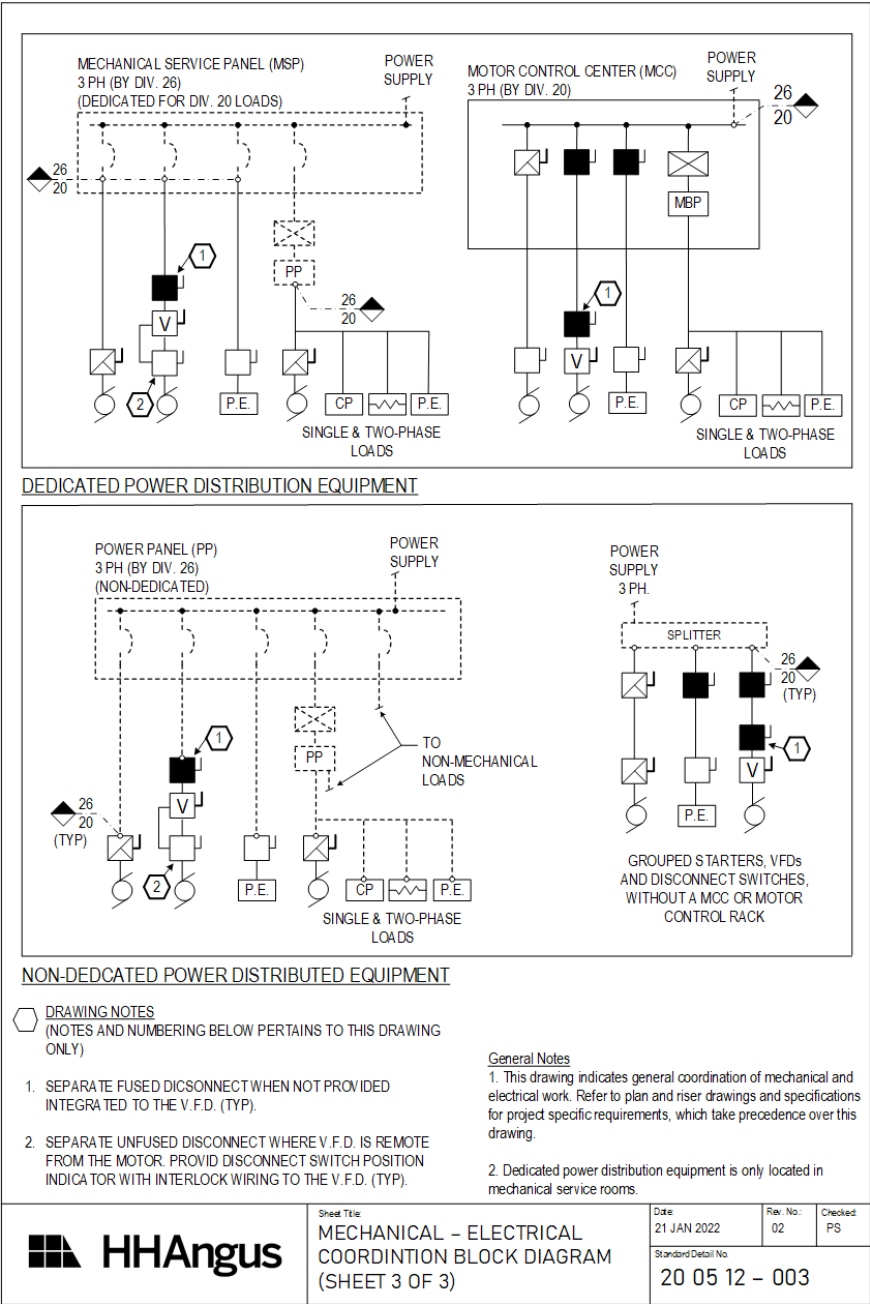 MECHANICAL SERVICE PANEL (MSP)
3 PH (BY DIV. 26)
(DEDICATED FOR DIV. 20 LOADS)
POWER
SUPPLY
26
20
1
V
2
PP
26
20
P.E.
CP
P.E.
SINGLE & TWO-PHASE
LOADS
MOTOR CONTROL CENTER (MCC)
3 PH (BY DIV. 20)
POWER
SUPPLY
26
20
MBP
1
V
P.E.
CP
P.E.
SINGLE & TWO-PHASE
LOADS
DEDICATED POWER DISTRIBUTION EQUIPMENT
POWER PANEL (PP)
3 PH (BY DIV. 26)
(NON-DEDICATED)
POWER
SUPPLY
1
PP
TO
NON-MECHANICAL
LOADS
V
26
20
(TYP)
2
P.E.
CP
P.E.
SINGLE & TWO-PHASE
LOADS
POWER
SUPPLY
3 PH.
SPLITTER
26
20
(TYP)
1
V
P.E.
GROUPED STARTERS, VFDs
AND DISCONNECT SWITCHES,
WITHOUT A MCC OR MOTOR
CONTROL RACK
NON-DEDCATED POWER DISTRIBUTED EQUIPMENT
DRAWING NOTES
(NOTES AND NUMBERING BELOW PERTAINS TO THIS DRAWING
ONLY)
1. SEPARATE FUSED DICSONNECT WHEN NOT PROVIDED
INTEGRATED TO THE V.F.D. (TYP).
2. SEPARATE UNFUSED DISCONNECT WHERE V.F.D. IS REMOTE
FROM THE MOTOR. PROVID DISCONNECT SWITCH POSITION
INDICATOR WITH INTERLOCK WIRING TO THE V.F.D. (TYP).
General Notes
1. This drawing indicates general coordination of mechanical and
electrical work. Refer to plan and riser drawings and specifications
for project specific requirements, which take precedence over this
drawing.
2. Dedicated power distribution equipment is only located in
mechanical service rooms.
HHAngus
Sheet Title:
MECHANICAL – ELECTRICAL
COORDINTION BLOCK DIAGRAM
(SHEET 3 OF 3)
Date:
21 JAN 2022
Rev. No.:
02
Checked:
PS
Standard Detail No.
20 05 12 – 003